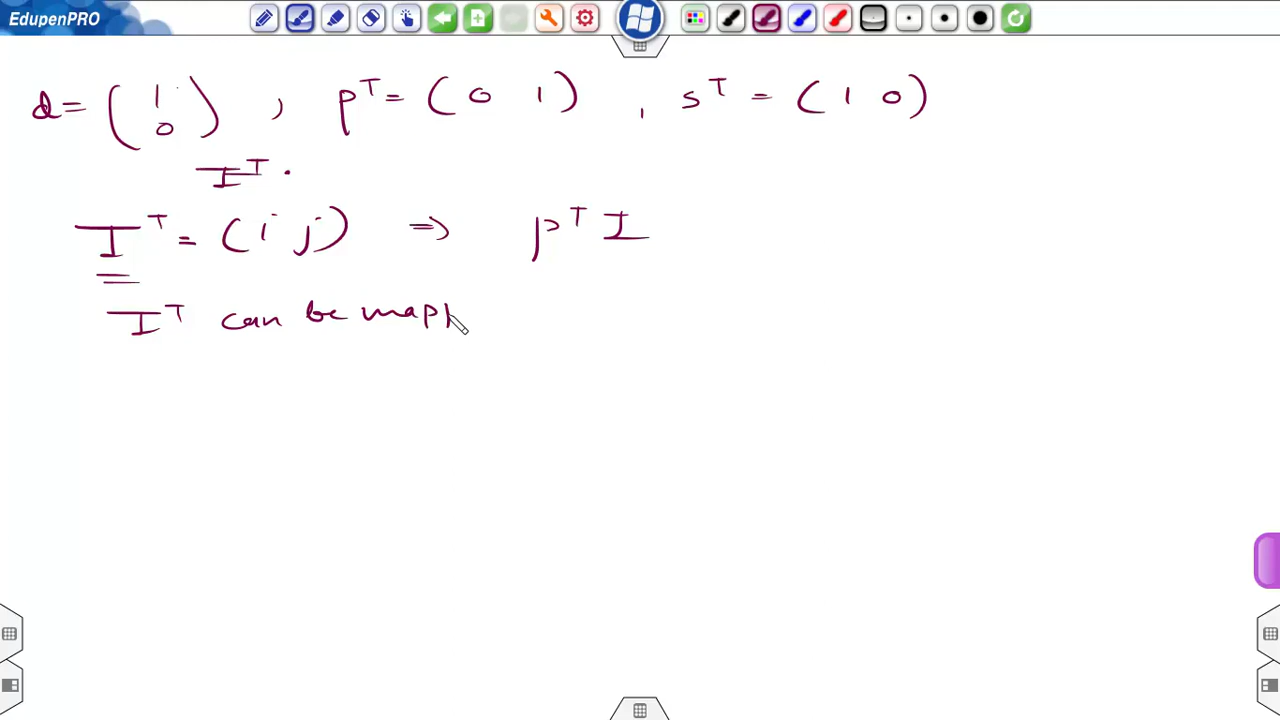 EdupenPRO
d = (1 0) , p^T = (0 1) , s^T = (1 0)
I^T .
I^T = (i j) ⇒ p^T I
I^T can be mapp